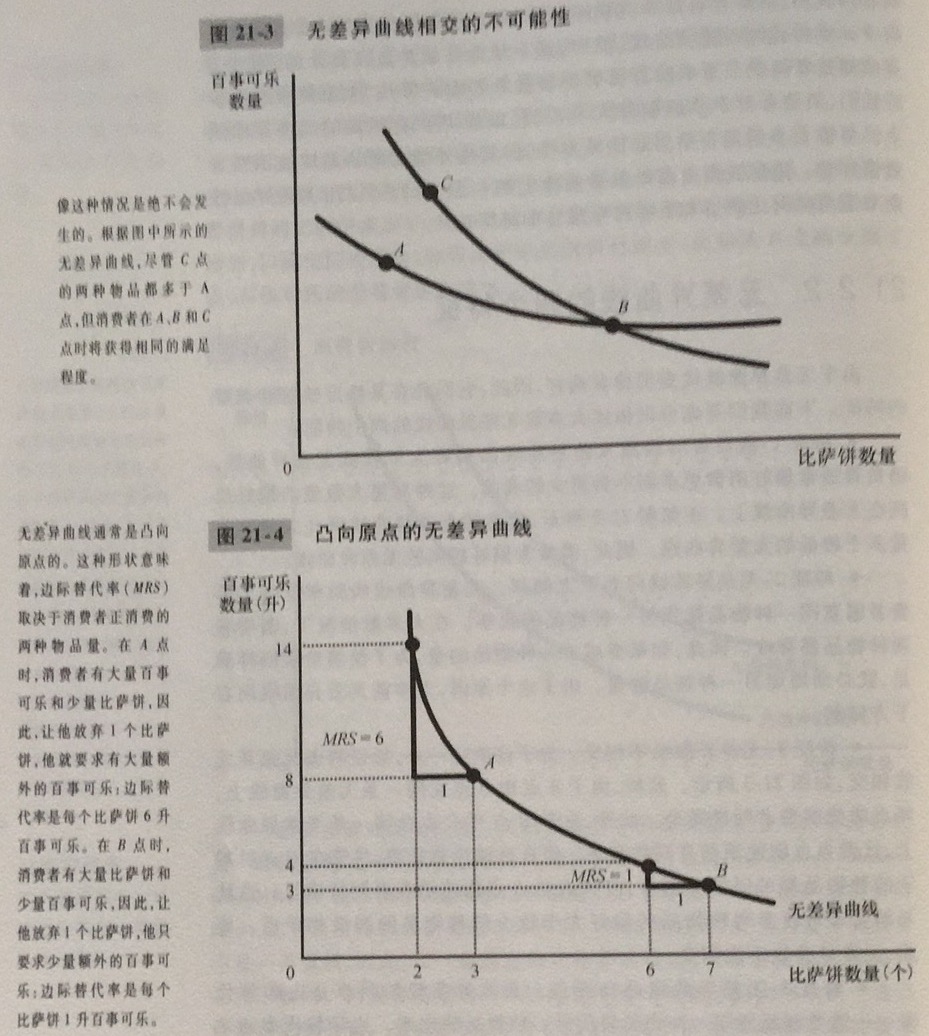 图 21-3 无差异曲线相交的不可能性
百事可乐
数量
C
A
B
0
比萨饼数量
像这种情况是绝不会发
生的。根据图中所示的
无差异曲线,尽管 C 点
的两种物品都多于 A
点,但消费者在 A、B 和 C
点时将获得相同的满足
程度。
图 21-4 凸向原点的无差异曲线
百事可乐
数量(升)
14
MRS=6
8
A
1
4
MRS=1
3
B
1
无差异曲线
0
2
3
6
7
比萨饼数量(个)
无差异曲线通常是凸向
原点的。这种形状意味
着,边际替代率(MRS)
取决于消费者正消费的
两种物品量。在 A 点
时,消费者有大量百事
可乐和少量比萨饼,因
此,让他放弃 1 个比萨
饼,他就要求有大量额
外的百事可乐:边际替
代率是每个比萨饼 6 升
百事可乐。在 B 点时,
消费者有大量比萨饼和
少量百事可乐,因此,让
他放弃1个比萨饼,他只
要求少量额外的百事可
乐:边际替代率是每个
比萨饼 1 升百事可乐。